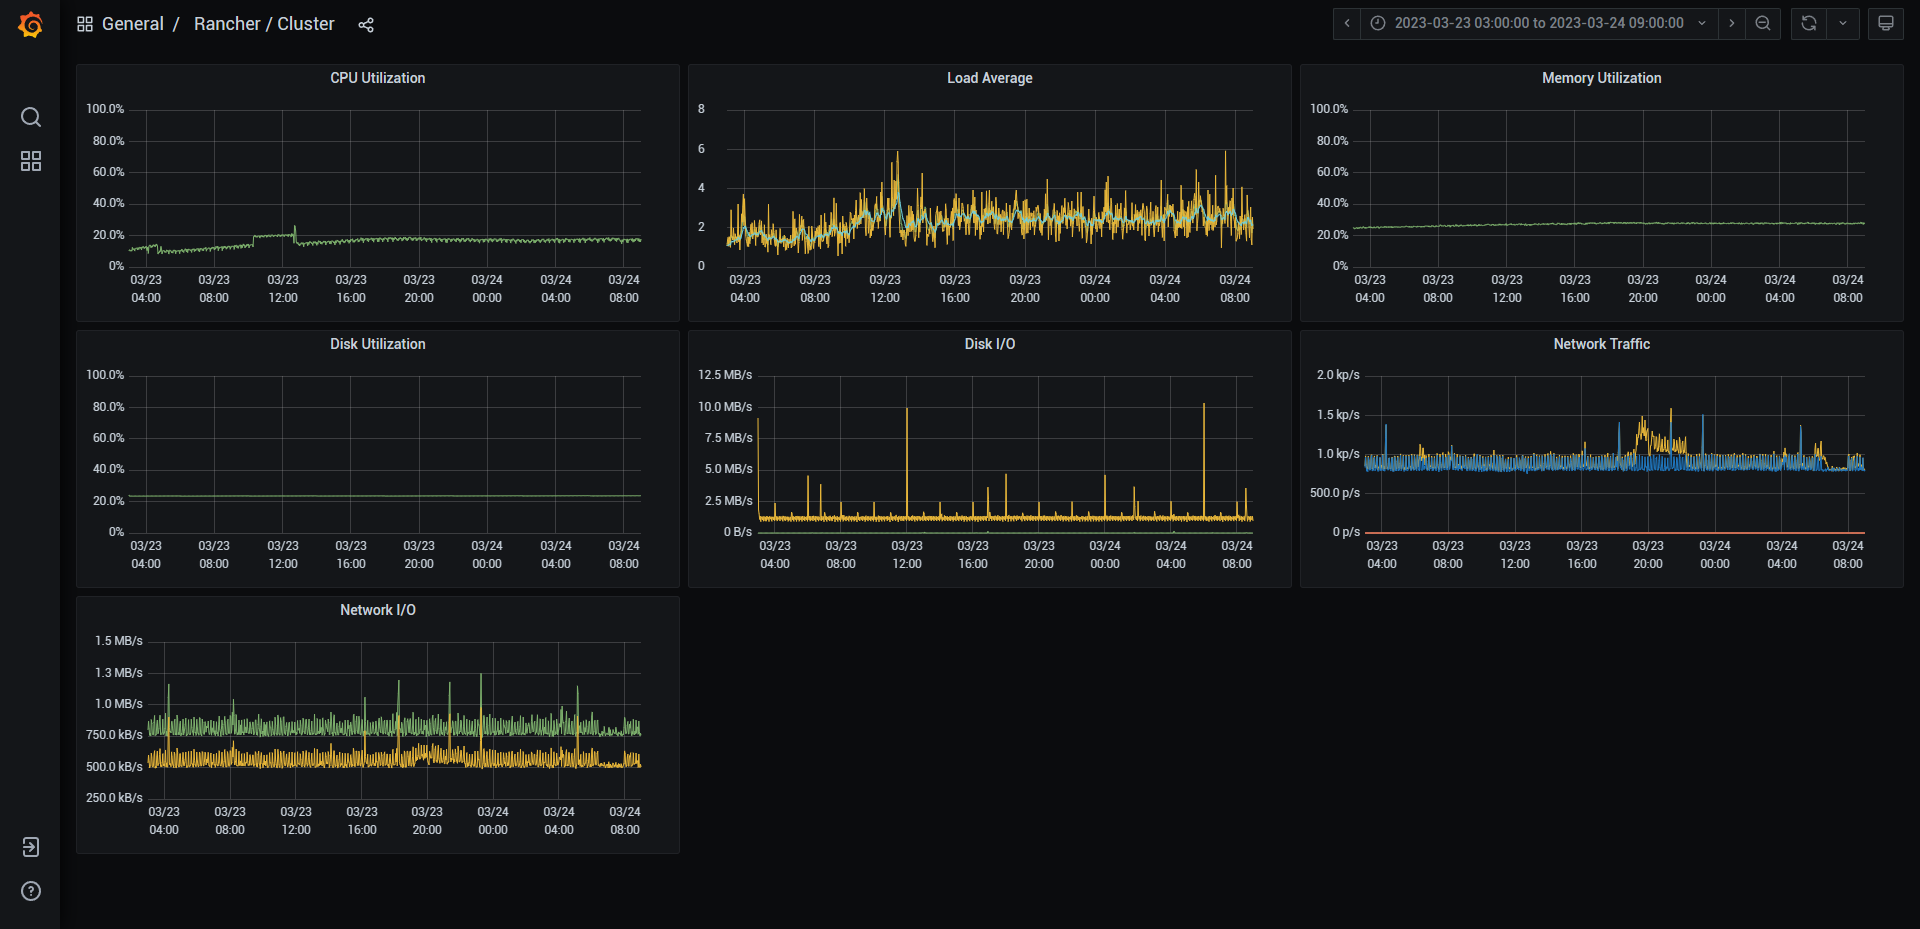 General / Rancher / Cluster
2023-03-23 03:00:00 to 2023-03-24 09:00:00
CPU Utilization
100.0%
80.0%
60.0%
40.0%
20.0%
0%
03/23 03/23 03/23 03/23 03/23 03/24 03/24 03/24
04:00 08:00 12:00 16:00 20:00 00:00 04:00 08:00
Load Average
8
6
4
2
0
03/23 03/23 03/23 03/23 03/23 03/24 03/24 03/24
04:00 08:00 12:00 16:00 20:00 00:00 04:00 08:00
Memory Utilization
100.0%
80.0%
60.0%
40.0%
20.0%
0%
03/23 03/23 03/23 03/23 03/23 03/24 03/24 03/24
04:00 08:00 12:00 16:00 20:00 00:00 04:00 08:00
Disk Utilization
100.0%
80.0%
60.0%
40.0%
20.0%
0%
03/23 03/23 03/23 03/23 03/23 03/24 03/24 03/24
04:00 08:00 12:00 16:00 20:00 00:00 04:00 08:00
Disk I/O
12.5 MB/s
10.0 MB/s
7.5 MB/s
5.0 MB/s
2.5 MB/s
0 B/s
03/23 03/23 03/23 03/23 03/23 03/24 03/24 03/24
04:00 08:00 12:00 16:00 20:00 00:00 04:00 08:00
Network Traffic
2.0 kp/s
1.5 kp/s
1.0 kp/s
500.0 p/s
0 p/s
03/23 03/23 03/23 03/23 03/23 03/24 03/24 03/24
04:00 08:00 12:00 16:00 20:00 00:00 04:00 08:00
Network I/O
1.5 MB/s
1.3 MB/s
1.0 MB/s
750.0 kB/s
500.0 kB/s
250.0 kB/s
03/23 03/23 03/23 03/23 03/23 03/24 03/24 03/24
04:00 08:00 12:00 16:00 20:00 00:00 04:00 08:00